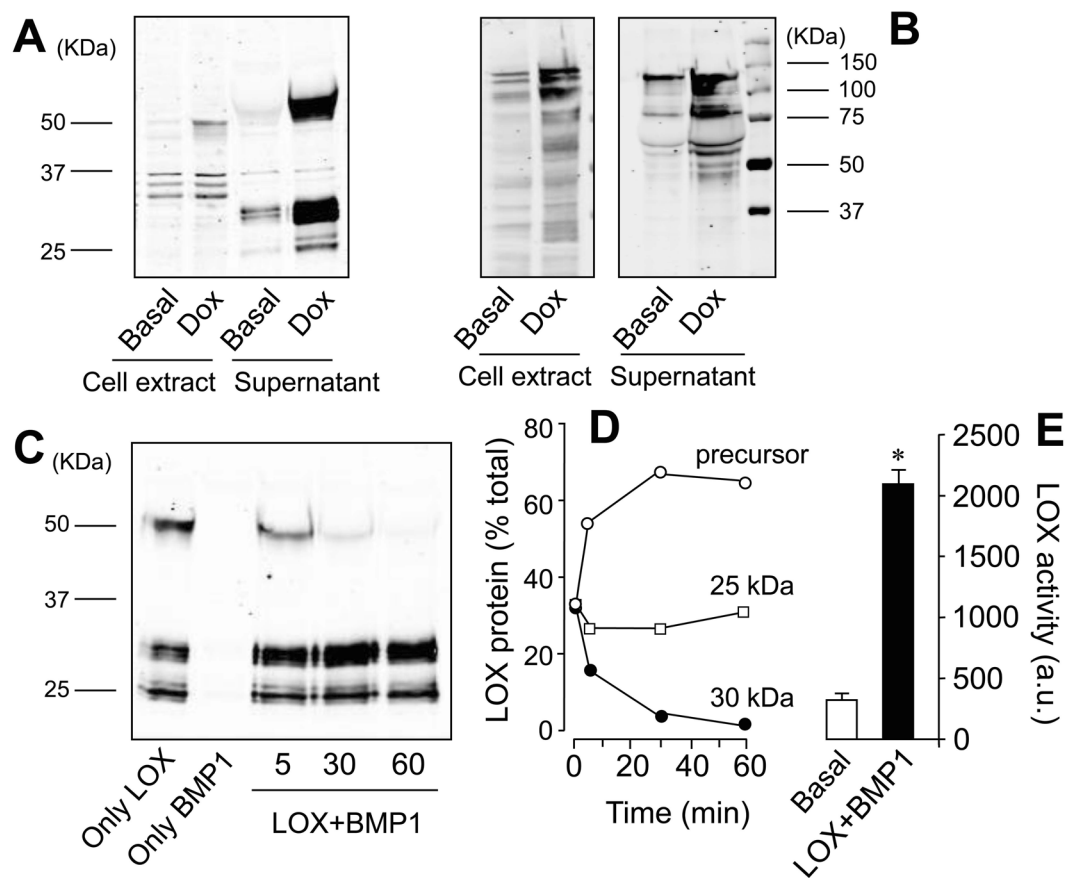 A
(KDa)
50
37
25
Basal
Dox
Basal
Dox
Cell extract
Supernatant
B
(KDa)
150
100
75
50
37
Basal
Dox
Basal
Dox
Cell extract
Supernatant
C
(KDa)
50
37
25
Only LOX
Only BMP1
5
30
60
LOX+BMP1
D
LOX protein (% total)
80
60
40
20
0
precursor
25 kDa
30 kDa
0
20
40
60
Time (min)
E
2500
2000
1500
1000
500
0
LOX activity (a.u.)
*
Basal
LOX+BMP1